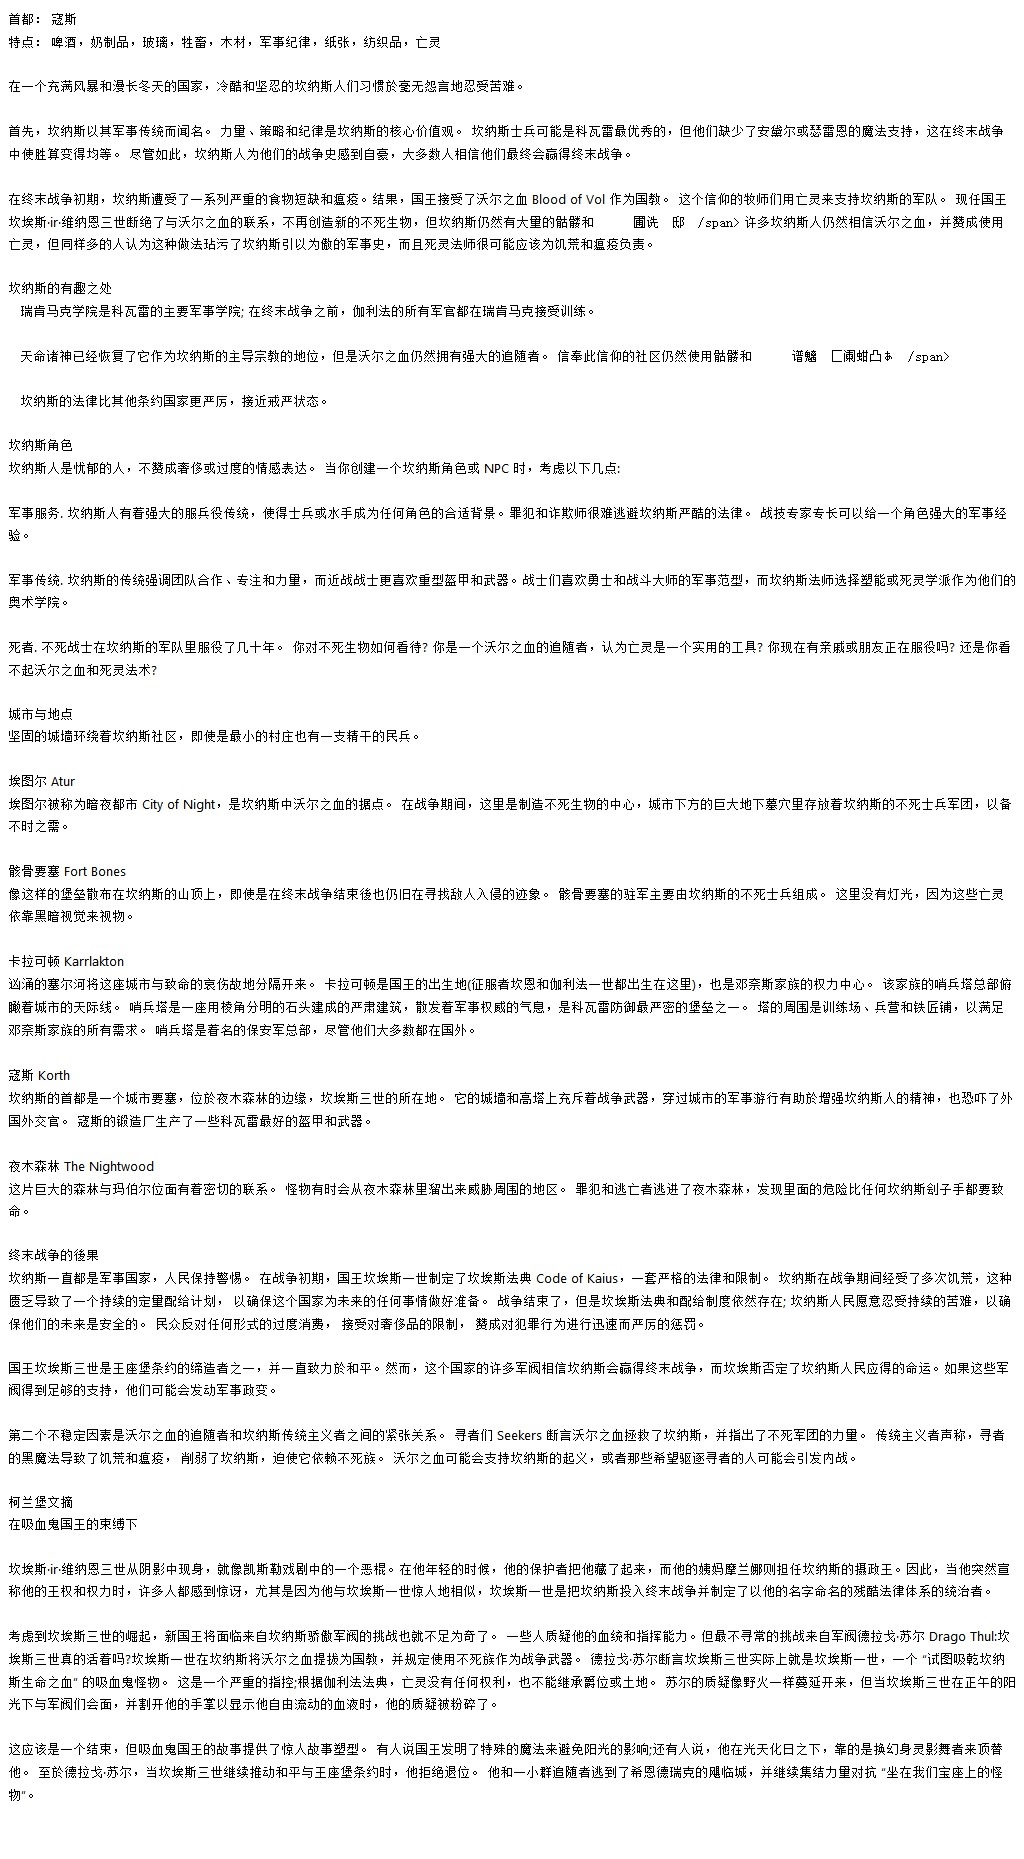 首都： 寇斯
特点： 啤酒，奶制品，玻璃，牲畜，木材，军事纪律，纸张，纺织品，亡灵
在一个充满风暴和漫长冬天的国家，冷酷和坚忍的坎纳斯人们习惯於毫无怨言地忍受苦难。
首先，坎纳斯以其军事传统而闻名。 力量、策略和纪律是坎纳斯的核心价值观。 坎纳斯士兵可能是科瓦雷最优秀的，但他们缺少了安黛尔或瑟雷恩的魔法支持，这在终末战争
中使胜算变得均等。 尽管如此，坎纳斯人为他们的战争史感到自豪，大多数人相信他们最终会赢得终末战争。
在终末战争初期，坎纳斯遭受了一系列严重的食物短缺和瘟疫。结果，国王接受了沃尔之血 Blood of Vol 作为国教。 这个信仰的牧师们用亡灵来支持坎纳斯的军队。 现任国王
坎埃斯·ir·维纳恩三世断绝了与沃尔之血的联系，不再创造新的不死生物，但坎纳斯仍然有大量的骷髅和 圃诜 邸 /span> 许多坎纳斯人仍然相信沃尔之血，并赞成使用
亡灵，但同样多的人认为这种做法玷污了坎纳斯引以为傲的军事史，而且死灵法师很可能应该为饥荒和瘟疫负责。
坎纳斯的有趣之处
瑞肯马克学院是科瓦雷的主要军事学院; 在终末战争之前，伽利法的所有军官都在瑞肯马克接受训练。
天命诸神已经恢复了它作为坎纳斯的主导宗教的地位，但是沃尔之血仍然拥有强大的追随者。 信奉此信仰的社区仍然使用骷髅和 /span>
坎纳斯的法律比其他条约国家更严厉，接近戒严状态。
坎纳斯角色
坎纳斯人是忧郁的人，不赞成奢侈或过度的情感表达。 当你创建一个坎纳斯角色或 NPC 时，考虑以下几点:
军事服务. 坎纳斯人有着强大的服兵役传统，使得士兵或水手成为任何角色的合适背景。罪犯和诈欺师很难逃避坎纳斯严酷的法律。 战技专家专长可以给一个角色强大的军事经
验。
军事传统. 坎纳斯的传统强调团队合作、专注和力量，而近战战士更喜欢重型盔甲和武器。战士们喜欢勇士和战斗大师的军事范型，而坎纳斯法师选择塑能或死灵学派作为他们的
奥术学院。
死者. 不死战士在坎纳斯的军队里服役了几十年。 你对不死生物如何看待? 你是一个沃尔之血的追随者，认为亡灵是一个实用的工具? 你现在有亲戚或朋友正在服役吗? 还是你看
不起沃尔之血和死灵法术?
城市与地点
坚固的城墙环绕着坎纳斯社区，即使是最小的村庄也有一支精干的民兵。
埃图尔 Atur
埃图尔被称为暗夜都市 City of Night，是坎纳斯中沃尔之血的据点。 在战争期间，这里是制造不死生物的中心，城市下方的巨大地下墓穴里存放着坎纳斯的不死士兵军团，以备
不时之需。
骸骨要塞 Fort Bones
像这样的堡垒散布在坎纳斯的山顶上，即使是在终末战争结束後也仍旧在寻找敌人入侵的迹象。 骸骨要塞的驻军主要由坎纳斯的不死士兵组成。 这里没有灯光，因为这些亡灵
依靠黑暗视觉来视物。
卡拉可顿 Karrlakton
汹涌的塞尔河将这座城市与致命的哀伤故地分隔开来。 卡拉可顿是国王的出生地(征服者坎恩和伽利法一世都出生在这里)，也是邓奈斯家族的权力中心。 该家族的哨兵塔总部俯
瞰着城市的天际线。 哨兵塔是一座用棱角分明的石头建成的严肃建筑，散发着军事权威的气息，是科瓦雷防御最严密的堡垒之一。 塔的周围是训练场、兵营和铁匠铺，以满足
邓奈斯家族的所有需求。 哨兵塔是着名的保安军总部，尽管他们大多数都在国外。
寇斯 Korth
坎纳斯的首都是一个城市要塞，位於夜木森林的边缘，坎埃斯三世的所在地。 它的城墙和高塔上充斥着战争武器，穿过城市的军事游行有助於增强坎纳斯人的精神，也恐吓了外
国外交官。 寇斯的锻造厂生产了一些科瓦雷最好的盔甲和武器。
夜木森林 The Nightwood
这片巨大的森林与玛伯尔位面有着密切的联系。 怪物有时会从夜木森林里溜出来威胁周围的地区。 罪犯和逃亡者逃进了夜木森林，发现里面的危险比任何坎纳斯刽子手都要致
命。
终末战争的後果
坎纳斯一直都是军事国家，人民保持警惕。 在战争初期，国王坎埃斯一世制定了坎埃斯法典 Code of Kaius，一套严格的法律和限制。 坎纳斯在战争期间经受了多次饥荒，这种
匮乏导致了一个持续的定量配给计划， 以确保这个国家为未来的任何事情做好准备。 战争结束了，但是坎埃斯法典和配给制度依然存在; 坎纳斯人民愿意忍受持续的苦难，以确
保他们的未来是安全的。 民众反对任何形式的过度消费， 接受对奢侈品的限制， 赞成对犯罪行为进行迅速而严厉的惩罚。
国王坎埃斯三世是王座堡条约的缔造者之一，并一直致力於和平。然而，这个国家的许多军阀相信坎纳斯会赢得终末战争，而坎埃斯否定了坎纳斯人民应得的命运。如果这些军
阀得到足够的支持，他们可能会发动军事政变。
第二个不稳定因素是沃尔之血的追随者和坎纳斯传统主义者之间的紧张关系。 寻者们 Seekers 断言沃尔之血拯救了坎纳斯，并指出了不死军团的力量。 传统主义者声称，寻者
的黑魔法导致了饥荒和瘟疫， 削弱了坎纳斯，迫使它依赖不死族。 沃尔之血可能会支持坎纳斯的起义，或者那些希望驱逐寻者的人可能会引发内战。
柯兰堡文摘
在吸血鬼国王的束缚下
坎埃斯·ir·维纳恩三世从阴影中现身，就像凯斯勒戏剧中的一个恶棍。在他年轻的时候，他的保护者把他藏了起来，而他的姨妈摩兰娜则担任坎纳斯的摄政王。因此，当他突然宣
称他的王权和权力时，许多人都感到惊讶，尤其是因为他与坎埃斯一世惊人地相似，坎埃斯一世是把坎纳斯投入终末战争并制定了以他的名字命名的残酷法律体系的统治者。
考虑到坎埃斯三世的崛起，新国王将面临来自坎纳斯骄傲军阀的挑战也就不足为奇了。 一些人质疑他的血统和指挥能力。但最不寻常的挑战来自军阀德拉戈·苏尔 Drago Thul:坎
埃斯三世真的活着吗?坎埃斯一世在坎纳斯将沃尔之血提拔为国教，并规定使用不死族作为战争武器。 德拉戈·苏尔断言坎埃斯三世实际上就是坎埃斯一世，一个 “试图吸乾坎纳
斯生命之血” 的吸血鬼怪物。 这是一个严重的指控;根据伽利法法典，亡灵没有任何权利，也不能继承爵位或土地。 苏尔的质疑像野火一样蔓延开来，但当坎埃斯三世在正午的阳
光下与军阀们会面，并割开他的手掌以显示他自由流动的血液时，他的质疑被粉碎了。
这应该是一个结束，但吸血鬼国王的故事提供了惊人故事塑型。 有人说国王发明了特殊的魔法来避免阳光的影响;还有人说，他在光天化日之下，靠的是换幻身灵影舞者来顶替
他。 至於德拉戈·苏尔，当坎埃斯三世继续推动和平与王座堡条约时，他拒绝退位。 他和一小群追随者逃到了希恩德瑞克的飓临城，并继续集结力量对抗 “坐在我们宝座上的怪
物”。